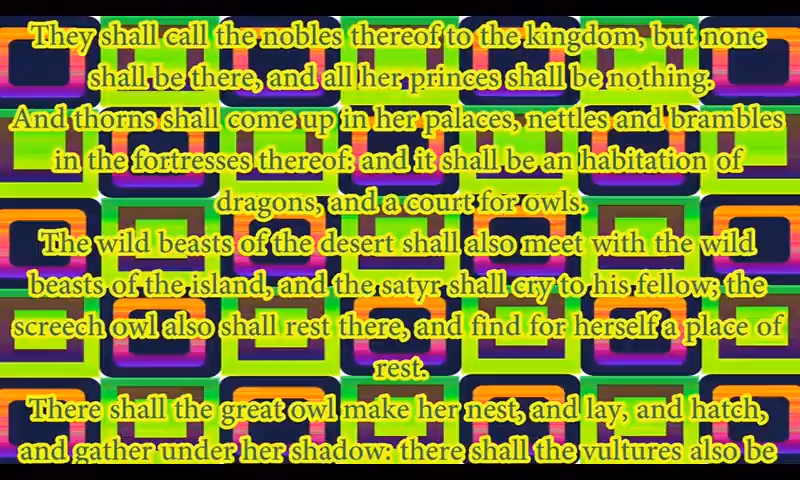 They shall call the nobles thereof to the kingdom, but none
shall be there, and all her princes shall be nothing.
And thorns shall come up in her palaces, nettles and brambles
in the fortresses thereof: and it shall be an habitation of
dragons, and a court for owls.
The wild beasts of the desert shall also meet with the wild
beasts of the island, and the satyr shall cry to his fellow; the
screech owl also shall rest there, and find for herself a place of
rest.
There shall the great owl make her nest, and lay, and hatch,
and gather under her shadow: there shall the vultures also be